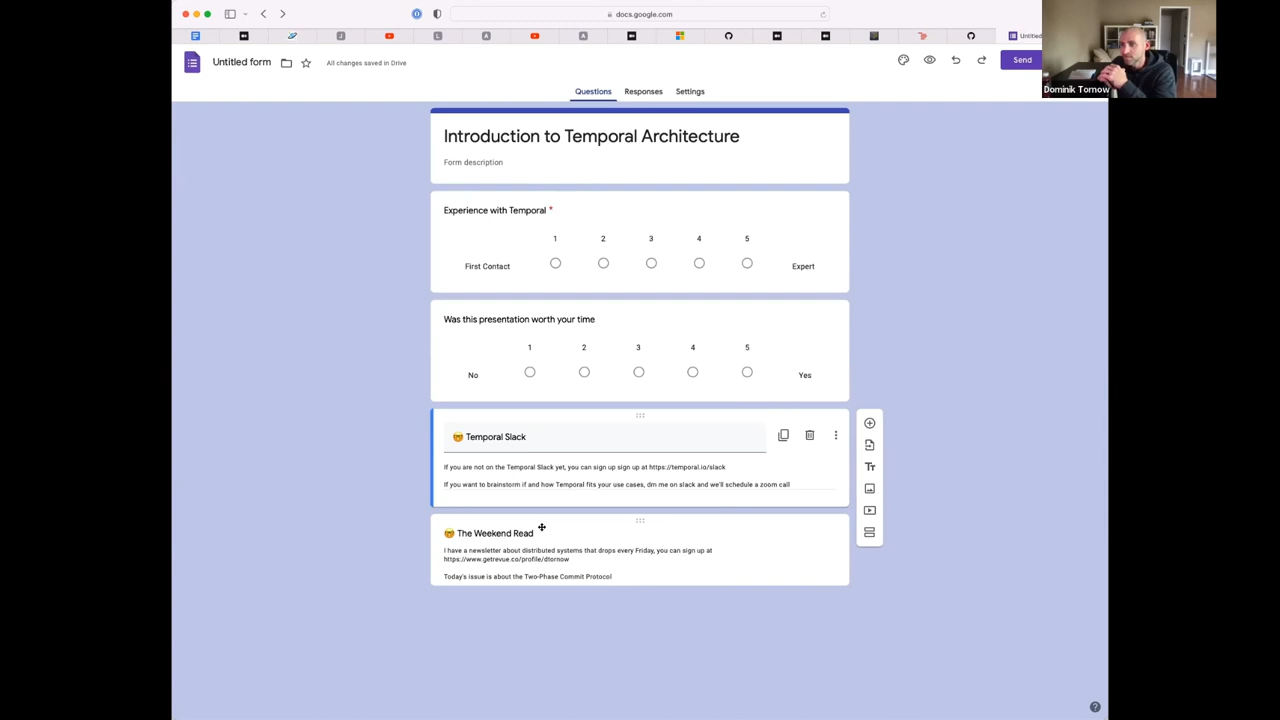 docs.google.com
Untitled
Untitled form
All changes saved in Drive
Send
Dominik Tornow
Questions
Responses
Settings
Introduction to Temporal Architecture
Form description
Experience with Temporal *
1 2 3 4 5
First Contact
Expert
Was this presentation worth your time
1 2 3 4 5
No
Yes
🤓 Temporal Slack
If you are not on the Temporal Slack yet, you can sign up sign up at https://temporal.io/slack
If you want to brainstorm if and how Temporal fits your use cases, dm me on slack and we'll schedule a zoom call
🤓 The Weekend Read
I have a newsletter about distributed systems that drops every Friday, you can sign up at
https://www.getrevue.co/profile/dtornow
Today's issue is about the Two-Phase Commit Protocol